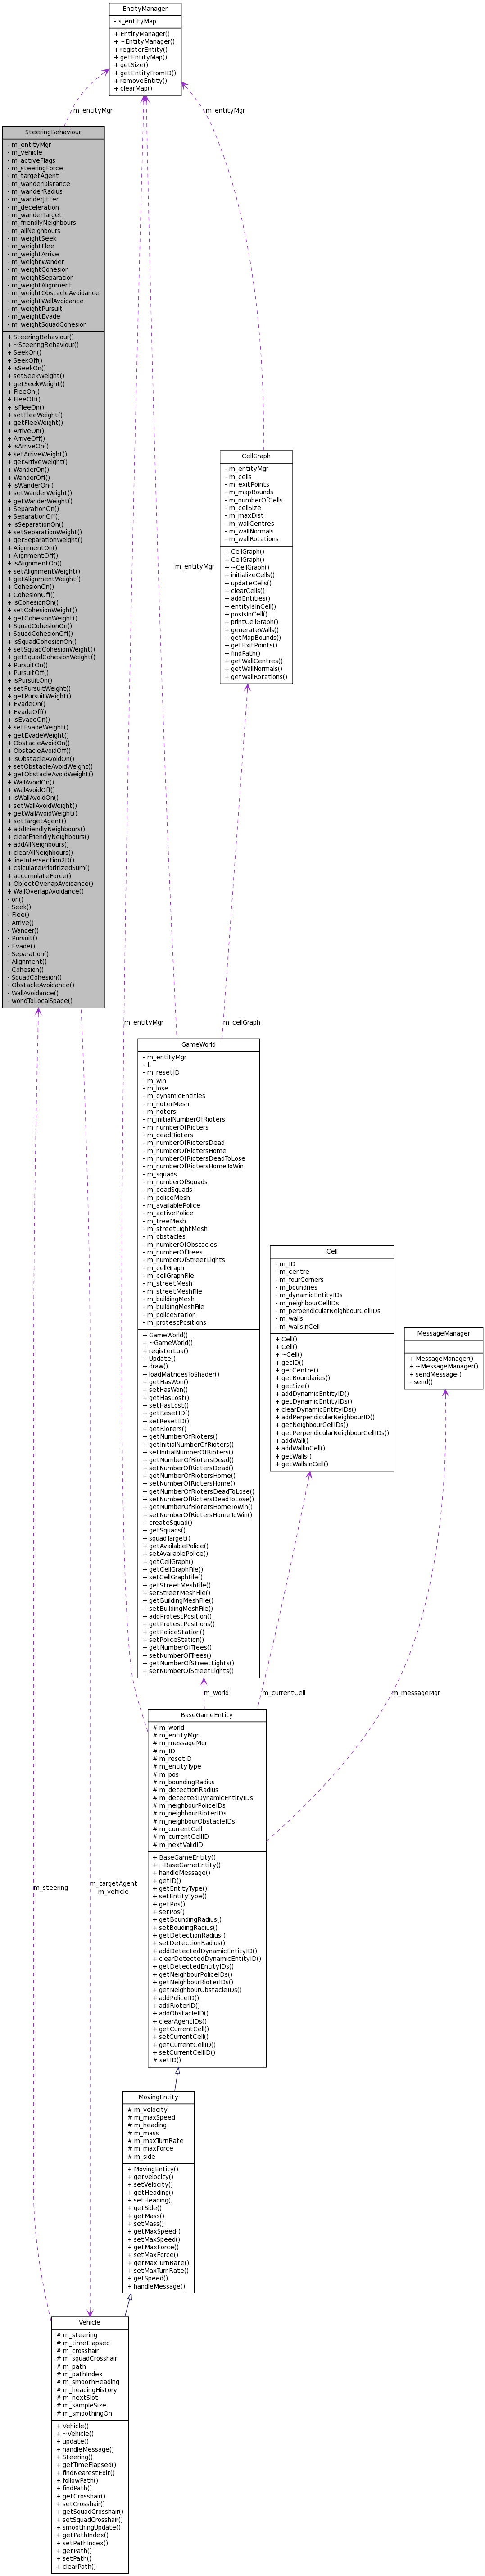 EntityManager
- s_entityMap
+ EntityManager()
+ ~EntityManager()
+ registerEntity()
+ getEntityMap()
+ getSize()
+ getEntityFromID()
+ removeEntity()
+ clearMap()
m_entityMgr
m_entityMgr
SteeringBehaviour
- m_entityMgr
- m_vehicle
- m_activeFlags
- m_steeringForce
- m_targetAgent
- m_wanderDistance
- m_wanderRadius
- m_wanderJitter
- m_deceleration
- m_wanderTarget
- m_friendlyNeighbours
- m_allNeighbours
- m_weightSeek
- m_weightFlee
- m_weightArrive
- m_weightWander
- m_weightCohesion
- m_weightSeparation
- m_weightAlignment
- m_weightObstacleAvoidance
- m_weightWallAvoidance
- m_weightPursuit
- m_weightEvade
- m_weightSquadCohesion
+ SteeringBehaviour()
+ ~SteeringBehaviour()
+ SeekOn()
+ SeekOff()
+ isSeekOn()
+ setSeekWeight()
+ getSeekWeight()
+ FleeOn()
+ FleeOff()
+ isFleeOn()
+ setFleeWeight()
+ getFleeWeight()
+ ArriveOn()
+ ArriveOff()
+ isArriveOn()
+ setArriveWeight()
+ getArriveWeight()
+ WanderOn()
+ WanderOff()
+ isWanderOn()
+ setWanderWeight()
+ getWanderWeight()
+ SeparationOn()
+ SeparationOff()
+ isSeparationOn()
+ setSeparationWeight()
+ getSeparationWeight()
+ AlignmentOn()
+ AlignmentOff()
+ isAlignmentOn()
+ setAlignmentWeight()
+ getAlignmentWeight()
+ CohesionOn()
+ CohesionOff()
+ isCohesionOn()
+ setCohesionWeight()
+ getCohesionWeight()
+ SquadCohesionOn()
+ SquadCohesionOff()
+ isSquadCohesionOn()
+ setSquadCohesionWeight()
+ getSquadCohesionWeight()
+ PursuitOn()
+ PursuitOff()
+ isPursuitOn()
+ setPursuitWeight()
+ getPursuitWeight()
+ EvadeOn()
+ EvadeOff()
+ isEvadeOn()
+ setEvadeWeight()
+ getEvadeWeight()
+ ObstacleAvoidOn()
+ ObstacleAvoidOff()
+ isObstacleAvoidOn()
+ setObstacleAvoidWeight()
+ getObstacleAvoidWeight()
+ WallAvoidOn()
+ WallAvoidOff()
+ isWallAvoidOn()
+ setWallAvoidWeight()
+ getWallAvoidWeight()
+ setTargetAgent()
+ addFriendlyNeighbours()
+ clearFriendlyNeighbours()
+ addAllNeighbours()
+ clearAllNeighbours()
+ lineIntersection2D()
+ calculatePrioritizedSum()
+ accumulateForce()
+ ObjectOverlapAvoidance()
+ WallOverlapAvoidance()
- on()
- Seek()
- Flee()
- Arrive()
- Wander()
- Pursuit()
- Evade()
- Separation()
- Alignment()
- Cohesion()
- SquadCohesion()
- ObstacleAvoidance()
- WallAvoidance()
- worldToLocalSpace()
CellGraph
- m_entityMgr
- m_cells
- m_exitPoints
- m_mapBounds
- m_numberOfCells
- m_cellSize
- m_maxDist
- m_wallCentres
- m_wallNormals
- m_wallRotations
+ CellGraph()
+ CellGraph()
+ ~CellGraph()
+ initializeCells()
+ updateCells()
+ clearCells()
+ addEntities()
+ entityIsInCell()
+ posIsInCell()
+ printCellGraph()
+ generateWalls()
+ getMapBounds()
+ getExitPoints()
+ findPath()
+ getWallCentres()
+ getWallNormals()
+ getWallRotations()
m_entityMgr
m_entityMgr
m_cellGraph
GameWorld
- m_entityMgr
- L
- m_resetID
- m_win
- m_lose
- m_dynamicEntities
- m_rioterMesh
- m_rioters
- m_initialNumberOfRioters
- m_numberOfRioters
- m_deadRioters
- m_numberOfRiotersDead
- m_numberOfRiotersHome
- m_numberOfRiotersDeadToLose
- m_numberOfRiotersHomeToWin
- m_squads
- m_numberOfSquads
- m_deadSquads
- m_policeMesh
- m_availablePolice
- m_activePolice
- m_treeMesh
- m_streetLightMesh
- m_obstacles
- m_numberOfObstacles
- m_numberOfTrees
- m_numberOfStreetLights
- m_cellGraph
- m_cellGraphFile
- m_streetMesh
- m_streetMeshFile
- m_buildingMesh
- m_buildingMeshFile
- m_policeStation
- m_protestPositions
+ GameWorld()
+ ~GameWorld()
+ registerLua()
+ Update()
+ draw()
+ loadMatricesToShader()
+ getHasWon()
+ setHasWon()
+ getHasLost()
+ setHasLost()
+ getResetID()
+ setResetID()
+ getRioters()
+ getNumberOfRioters()
+ getInitialNumberOfRioters()
+ setInitialNumberOfRioters()
+ getNumberOfRiotersDead()
+ setNumberOfRiotersDead()
+ getNumberOfRiotersHome()
+ setNumberOfRiotersHome()
+ getNumberOfRiotersDeadToLose()
+ setNumberOfRiotersDeadToLose()
+ getNumberOfRiotersHomeToWin()
+ setNumberOfRiotersHomeToWin()
+ createSquad()
+ getSquads()
+ squadTarget()
+ getAvailablePolice()
+ setAvailablePolice()
+ getCellGraph()
+ getCellGraphFile()
+ setCellGraphFile()
+ getStreetMeshFile()
+ setStreetMeshFile()
+ getBuildingMeshFile()
+ setBuildingMeshFile()
+ addProtestPosition()
+ getProtestPositions()
+ getPoliceStation()
+ setPoliceStation()
+ getNumberOfTrees()
+ setNumberOfTrees()
+ getNumberOfStreetLights()
+ setNumberOfStreetLights()
Cell
- m_ID
- m_centre
- m_fourCorners
- m_boundries
- m_dynamicEntityIDs
- m_neighbourCellIDs
- m_perpendicularNeighbourCellIDs
- m_walls
- m_wallsInCell
+ Cell()
+ Cell()
+ ~Cell()
+ getID()
+ getCentre()
+ getBoundaries()
+ getSize()
+ addDynamicEntityID()
+ getDynamicEntityIDs()
+ clearDynamicEntityIDs()
+ addPerpendicularNeighbourID()
+ getNeighbourCellIDs()
+ getPerpendicularNeighbourCellIDs()
+ addWall()
+ addWallInCell()
+ getWalls()
+ getWallsInCell()
MessageManager
+ MessageManager()
+ ~MessageManager()
+ sendMessage()
- send()
m_world
m_currentCell
m_messageMgr
BaseGameEntity
# m_world
# m_entityMgr
# m_messageMgr
# m_ID
# m_resetID
# m_entityType
# m_pos
# m_boundingRadius
# m_detectionRadius
# m_detectedDynamicEntityIDs
# m_neighbourPoliceIDs
# m_neighbourRioterIDs
# m_neighbourObstacleIDs
# m_currentCell
# m_currentCellID
# m_nextValidID
+ BaseGameEntity()
+ ~BaseGameEntity()
+ handleMessage()
+ getID()
+ getEntityType()
+ setEntityType()
+ getPos()
+ setPos()
+ getBoundingRadius()
+ setBoudingRadius()
+ getDetectionRadius()
+ setDetectionRadius()
+ addDetectedDynamicEntityID()
+ clearDetectedDynamicEntityID()
+ getDetectedEntityIDs()
+ getNeighbourPoliceIDs()
+ getNeighbourRioterIDs()
+ getNeighbourObstacleIDs()
+ addPoliceID()
+ addRioterID()
+ addObstacleID()
+ clearAgentIDs()
+ getCurrentCell()
+ setCurrentCell()
+ getCurrentCellID()
+ setCurrentCellID()
# setID()
m_steering
m_targetAgent
m_vehicle
MovingEntity
# m_velocity
# m_maxSpeed
# m_heading
# m_mass
# m_maxTurnRate
# m_maxForce
# m_side
+ MovingEntity()
+ getVelocity()
+ setVelocity()
+ getHeading()
+ setHeading()
+ getSide()
+ getMass()
+ setMass()
+ getMaxSpeed()
+ setMaxSpeed()
+ getMaxForce()
+ setMaxForce()
+ getMaxTurnRate()
+ setMaxTurnRate()
+ getSpeed()
+ handleMessage()
Vehicle
# m_steering
# m_timeElapsed
# m_crosshair
# m_squadCrosshair
# m_path
# m_pathIndex
# m_smoothHeading
# m_headingHistory
# m_nextSlot
# m_sampleSize
# m_smoothingOn
+ Vehicle()
+ ~Vehicle()
+ update()
+ handleMessage()
+ Steering()
+ getTimeElapsed()
+ findNearestExit()
+ followPath()
+ findPath()
+ getCrosshair()
+ setCrosshair()
+ getSquadCrosshair()
+ setSquadCrosshair()
+ smoothingUpdate()
+ getPathIndex()
+ setPathIndex()
+ getPath()
+ setPath()
+ clearPath()